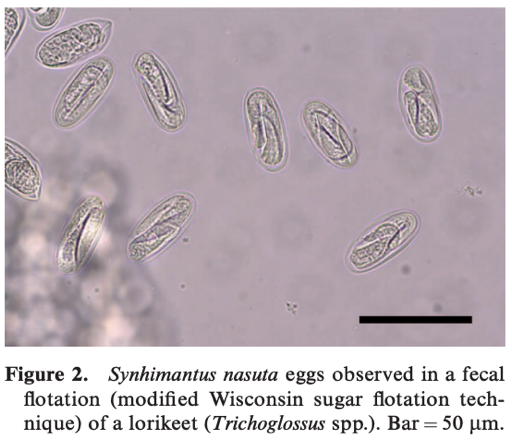 Figure 2. Synhimantus nasuta eggs observed in a fecal
flotation (modified Wisconsin sugar flotation tech-
nique) of a lorikeet (Trichoglossus spp.). Bar = 50 μm.